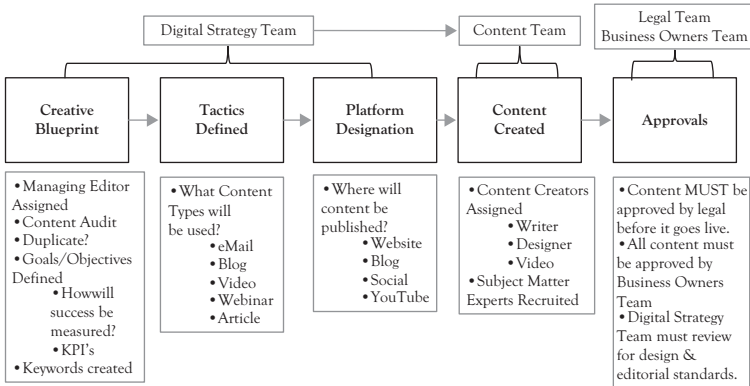 Digital Strategy Team
Content Team
Legal Team
Business Owners Team
Creative
Blueprint
Tactics
Defined
Platform
Designation
Content
Created
Approvals
• Managing Editor
Assigned
• Content Audit
• Duplicate?
• Goals/Objectives
Defined
• Howwill
success be
measured?
• KPI's
• Keywords created
• What Content
Types will
be used?
• eMail
• Blog
• Video
• Webinar
• Article
• Where will
content be
published?
• Website
• Blog
• Social
• YouTube
• Content Creators
Assigned
• Writer
• Designer
• Video
• Subject Matter
Experts Recruited
• Content MUST be
approved by legal
before it goes live.
• All content must
be approved by
Business Owners
Team
• Digital Strategy
Team must review
for design &
editorial standards.